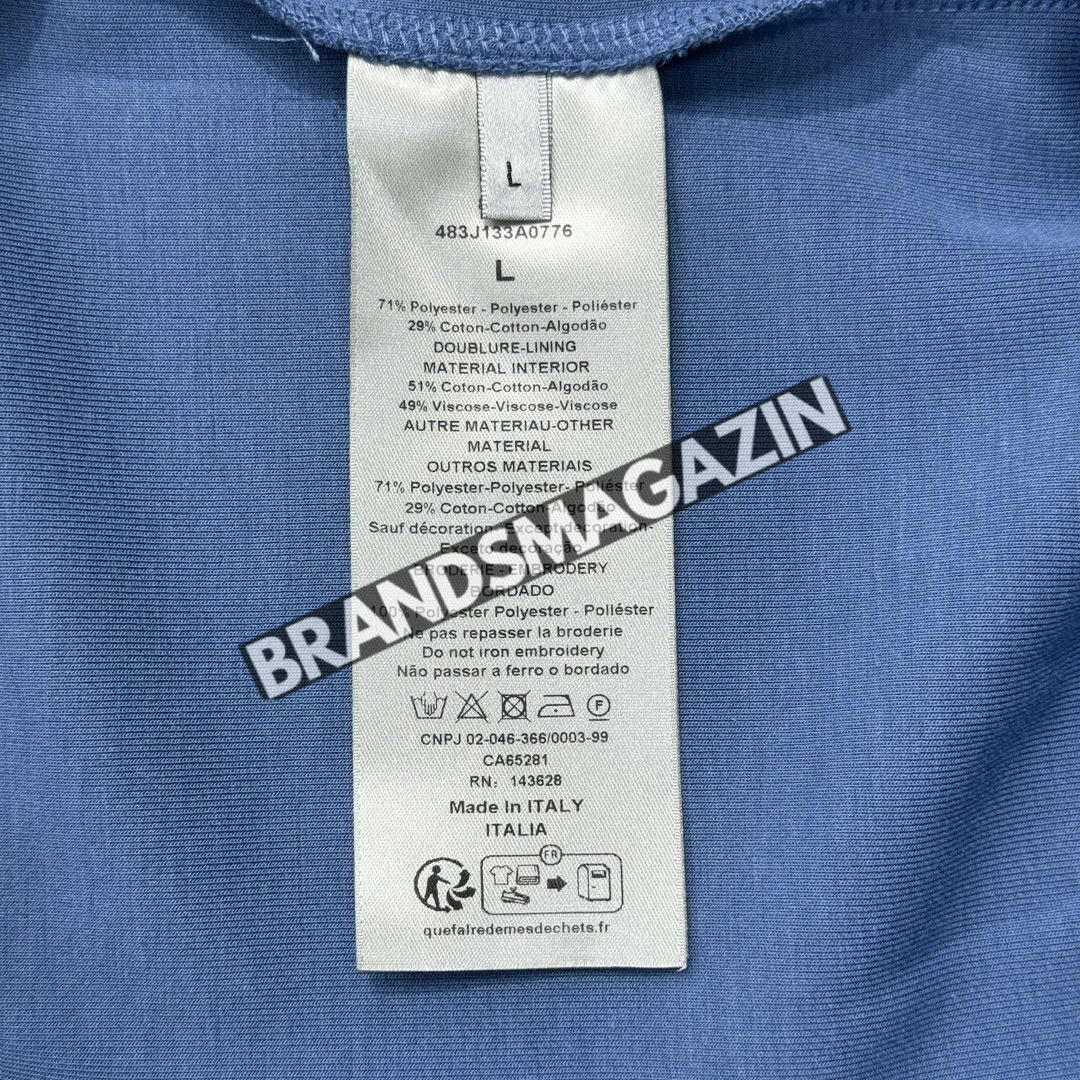 L
483J133A0776
L
71% Polyester - Polyester - Poliéster
29% Coton-Cotton-Algodão
DOUBLURE-LINING
MATERIAL INTERIOR
51% Coton-Cotton-Algodão
49% Viscose-Viscose-Viscose
AUTRE MATERIAU-OTHER
MATERIAL
OUTROS MATERIAIS
71% Polyester-Polyester- Poliéster
29% Coton-Cotton-Algodão
Sauf décoration- Except decoration-
Exceto decoração
BRODERIE - EMBRODERY
BORDADO
100% Polyester Polyester - Poliéster
Ne pas repasser la broderie
Do not iron embroidery
Não passar a ferro o bordado
F
CNPJ 02-046-366/0003-99
CA65281
RN: 143628
Made In ITALY
ITALIA
FR
quefalredemesdechets.fr
BRANDSMAGAZIN